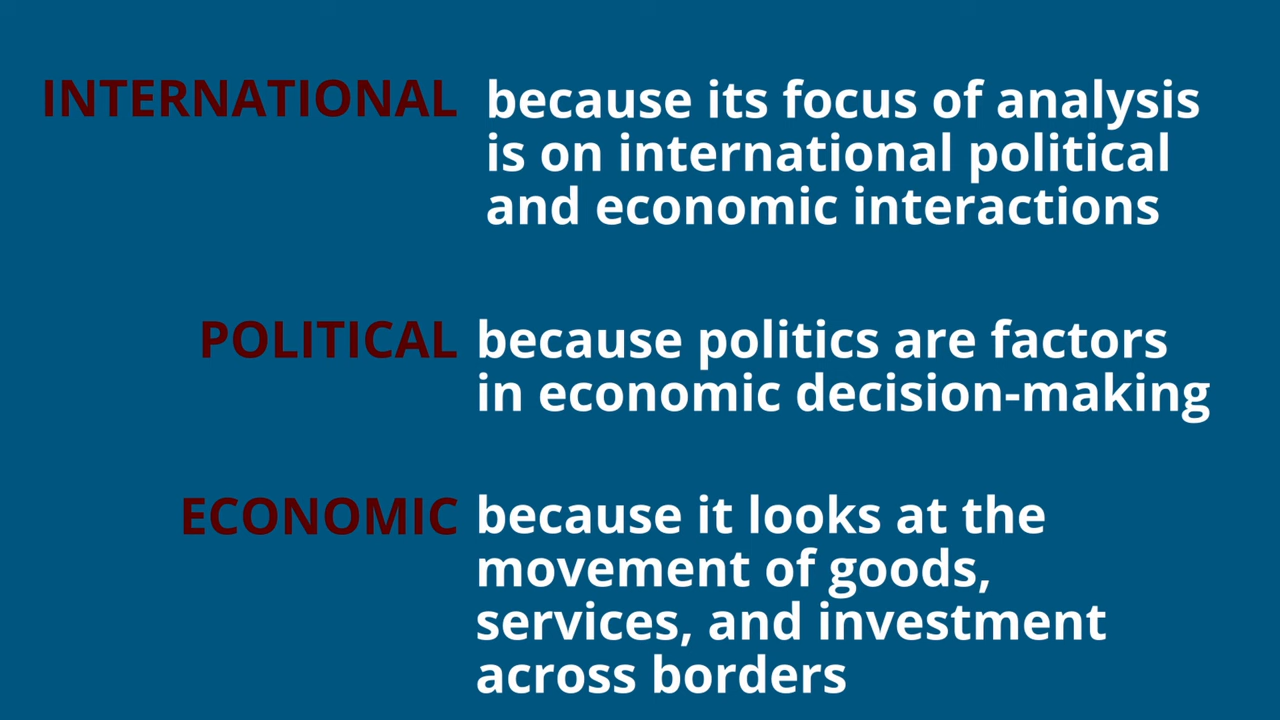 INTERNATIONAL because its focus of analysis
is on international political
and economic interactions
POLITICAL because politics are factors
in economic decision-making
ECONOMIC because it looks at the
movement of goods,
services, and investment
across borders